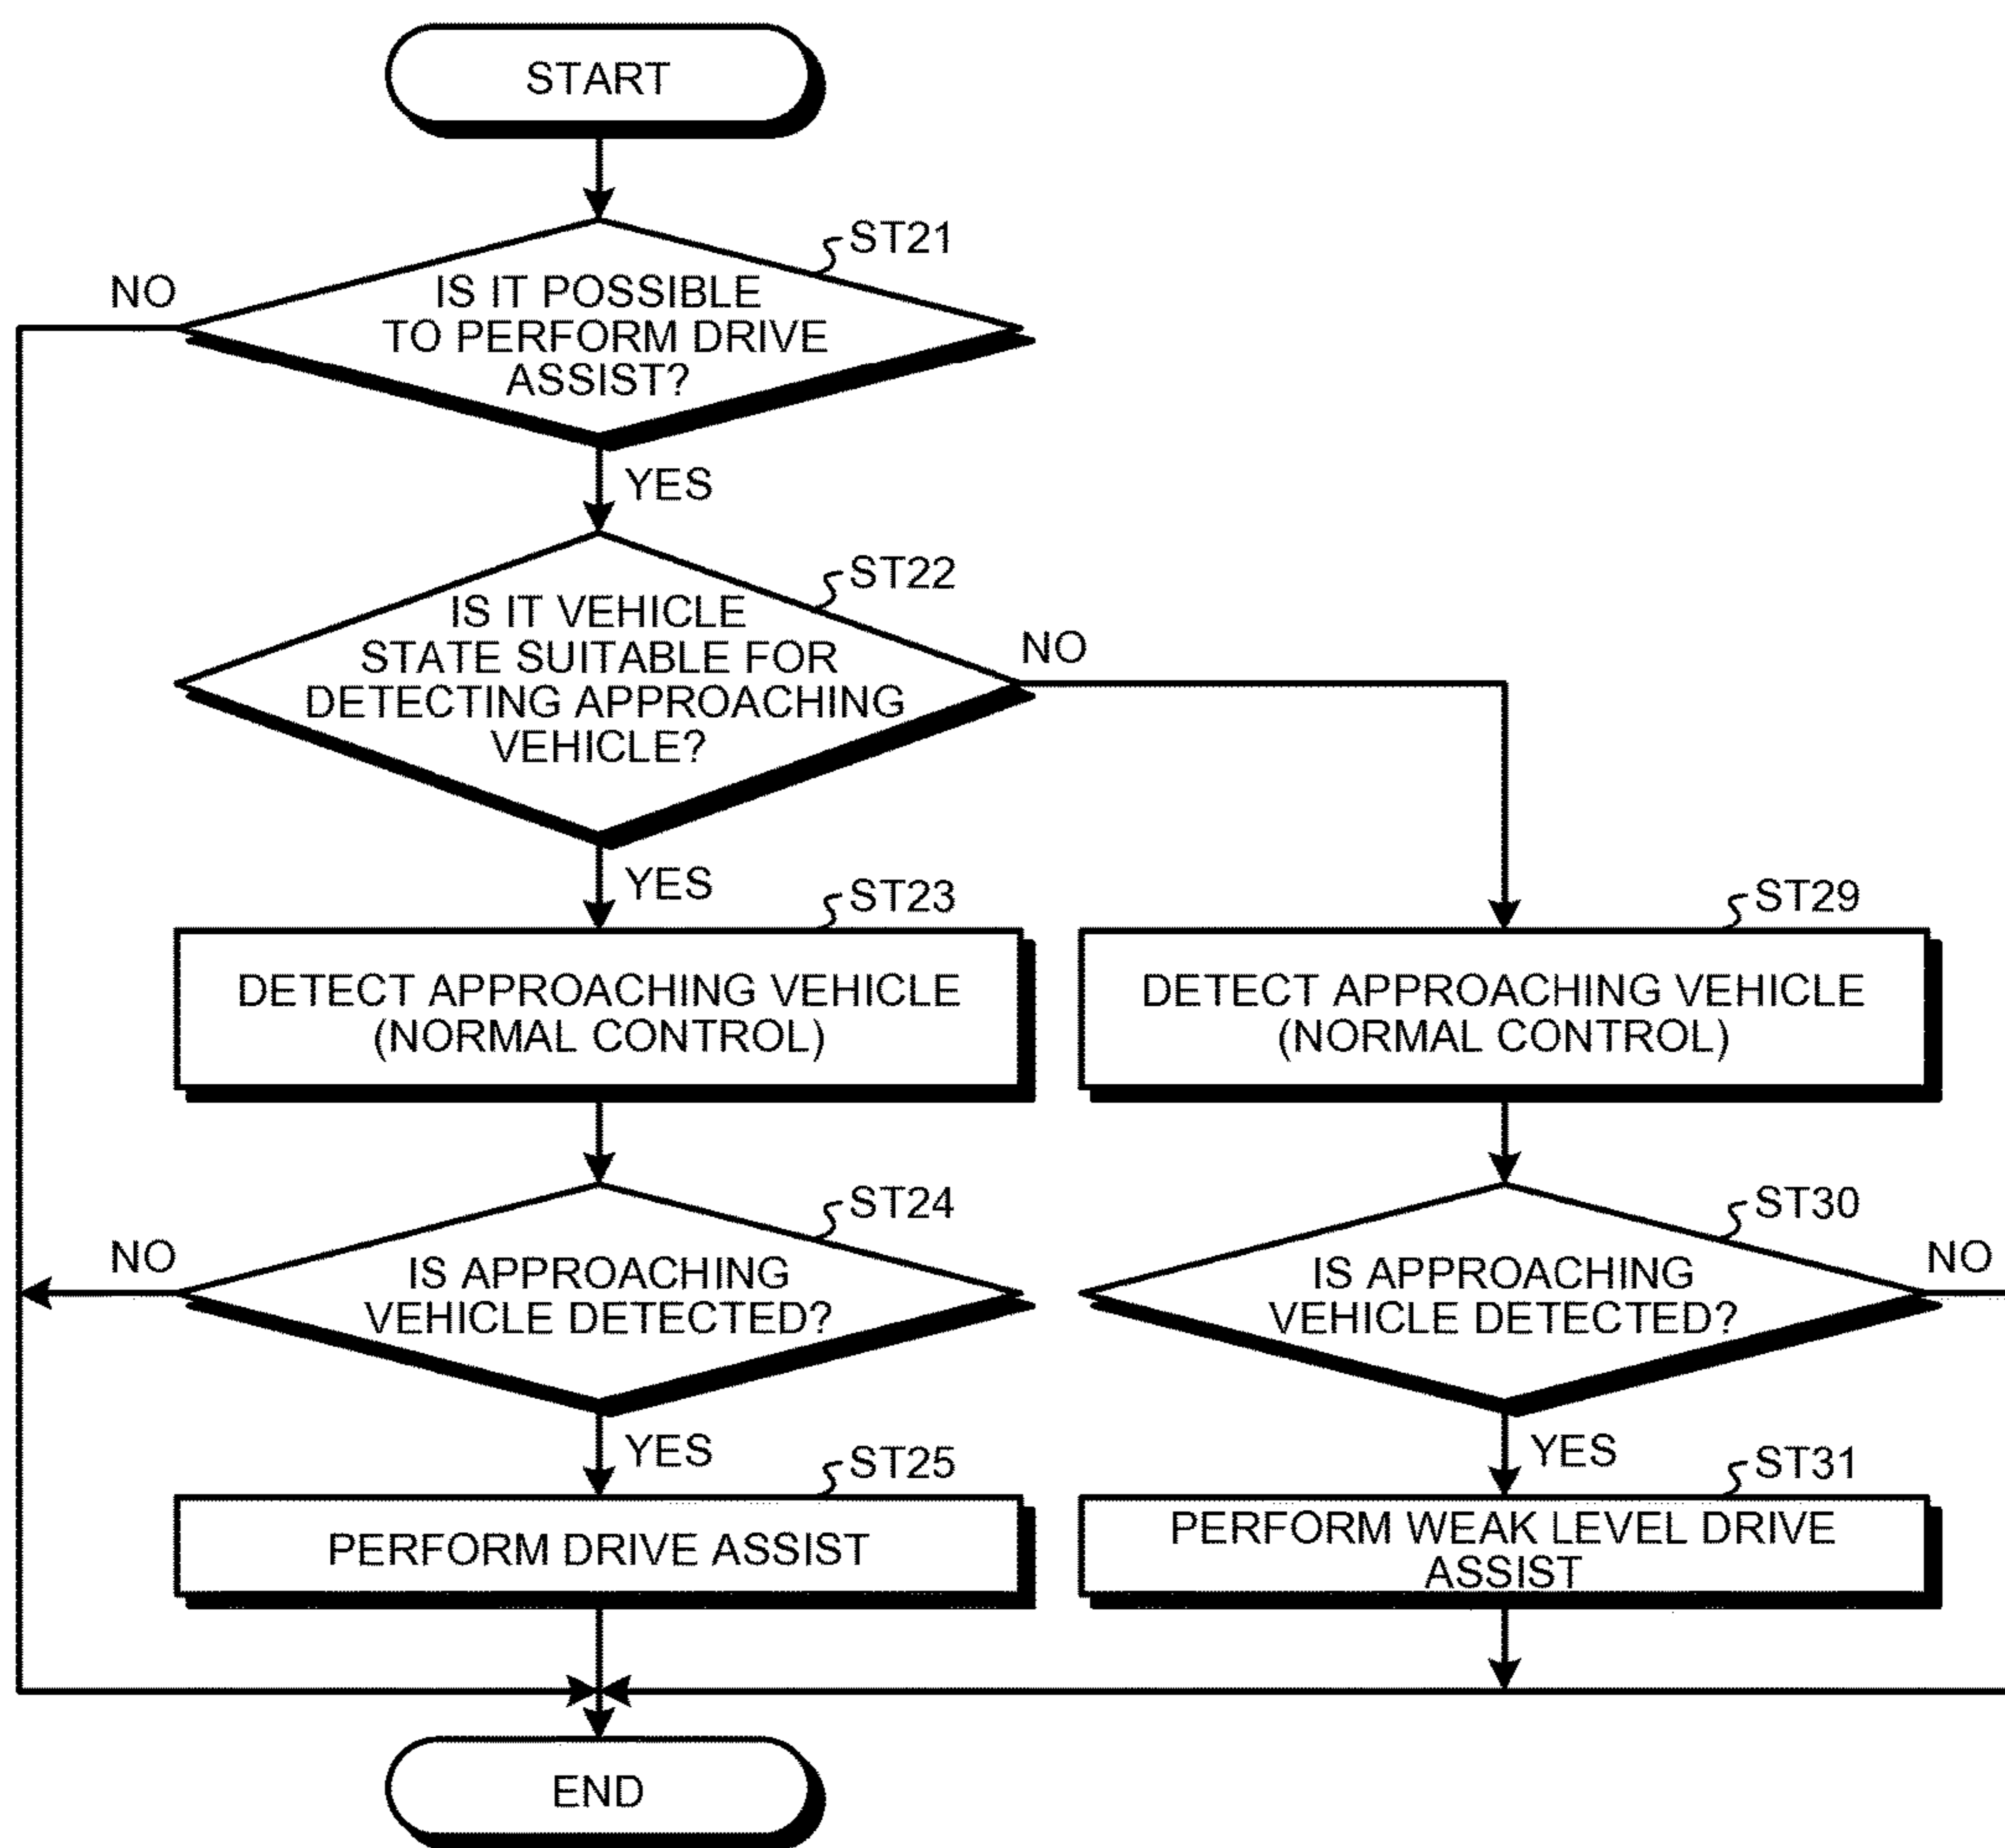 START
ST21
NO
IS IT POSSIBLE
TO PERFORM DRIVE
ASSIST?
YES
ST22
IS IT VEHICLE
STATE SUITABLE FOR
DETECTING APPROACHING
VEHICLE?
NO
YES
ST23
DETECT APPROACHING VEHICLE
(NORMAL CONTROL)
ST29
DETECT APPROACHING VEHICLE
(NORMAL CONTROL)
ST24
NO
IS APPROACHING
VEHICLE DETECTED?
ST30
NO
IS APPROACHING
VEHICLE DETECTED?
YES
ST25
PERFORM DRIVE ASSIST
YES
ST31
PERFORM WEAK LEVEL DRIVE
ASSIST
END